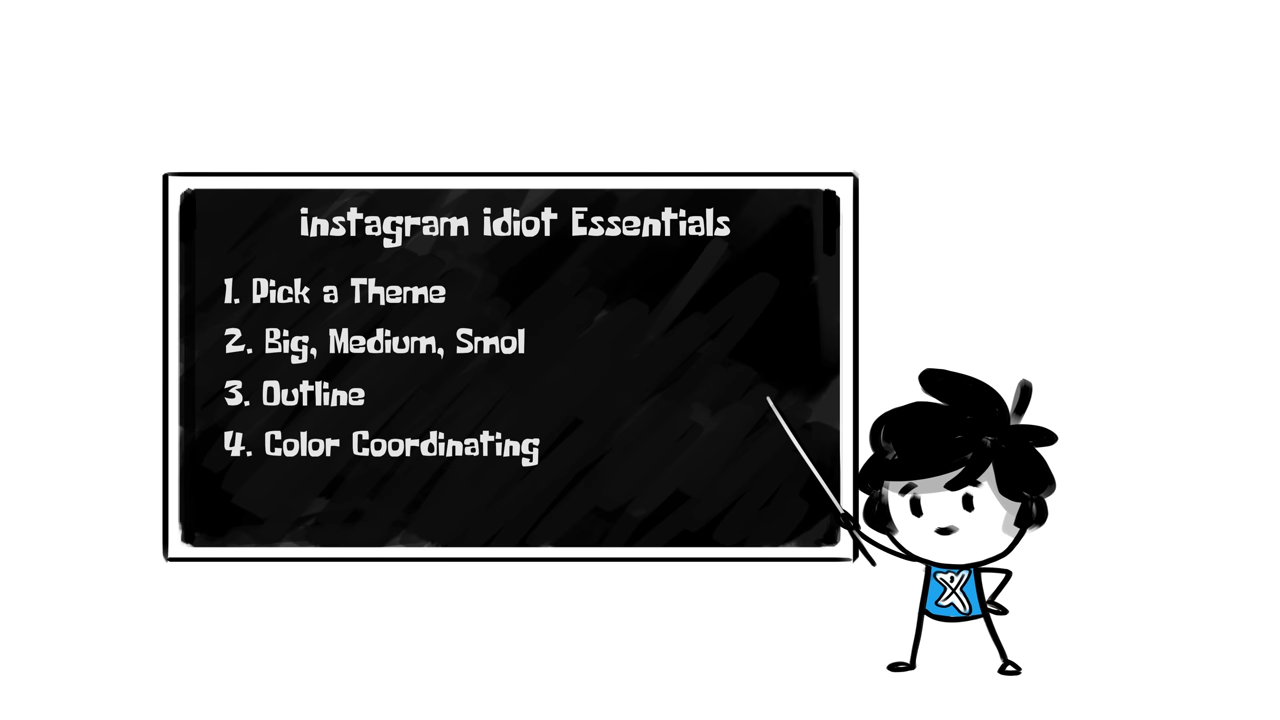 instagram idiot Essentials
1. Pick a Theme
2. Big, Medium, Smol
3. Outline
4. Color Coordinating